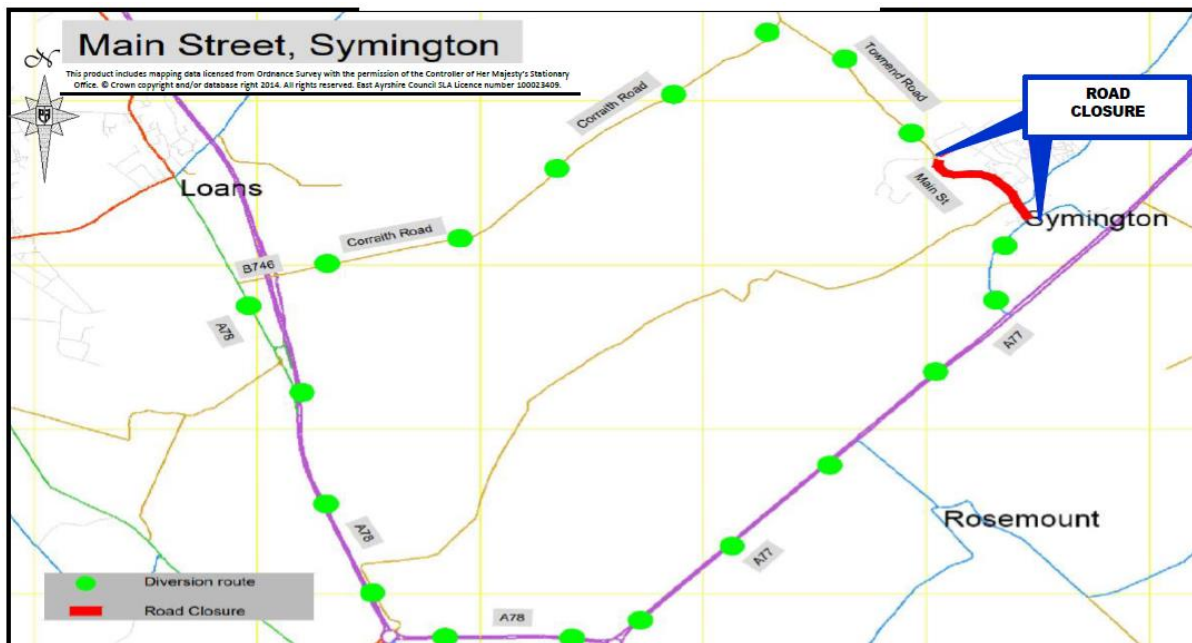 Main Street, Symington
This product includes mapping data licensed from Ordnance Survey with the permission of the Controller of Her Majesty's Stationary
Office. © Crown copyright and/or database right 2014. All rights reserved. East Ayrshire Council SLA Licence number 100023409.
N
Townend Road
ROAD
CLOSURE
Corraith Road
Loans
Main St
Symington
Corraith Road
B746
A78
A77
Rosemount
A78
A77
Diversion route
Road Closure
A78